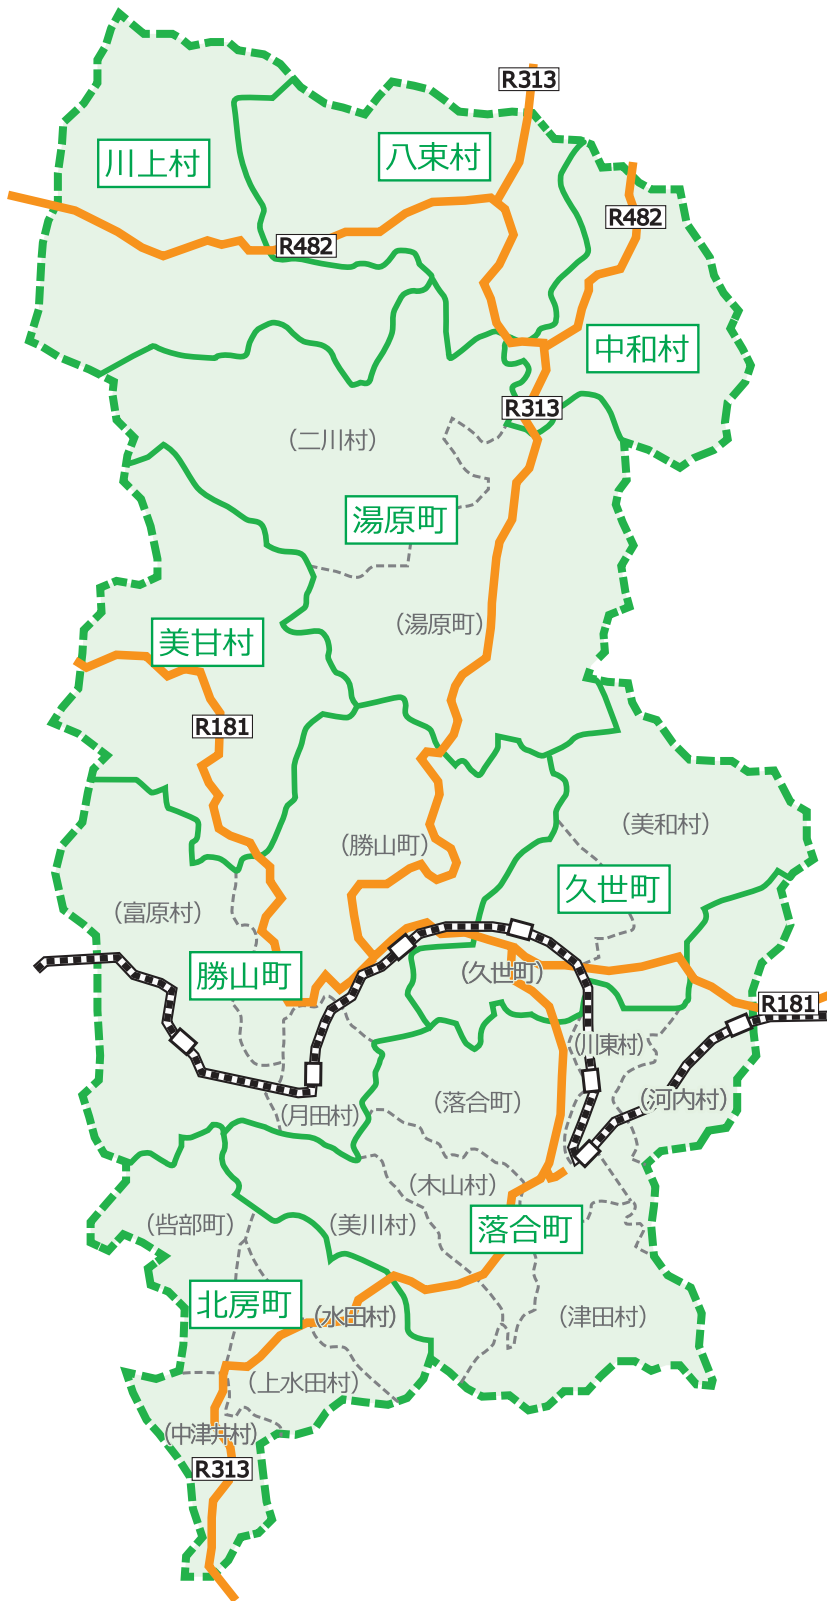 R313
川上村
八束村
R482
R482
中和村
R313
（二川村）
湯原町
（湯原町）
美甘村
R181
（美和村）
（勝山町）
久世町
（富原村）
勝山町
（久世町）
R181
（川東村）
（河内村）
（落合町）
（月田村）
（木山村）
（呰部町）
（美川村）
落合町
北房町
（水田村）
（津田村）
（上水田村）
（中津井村）
R313